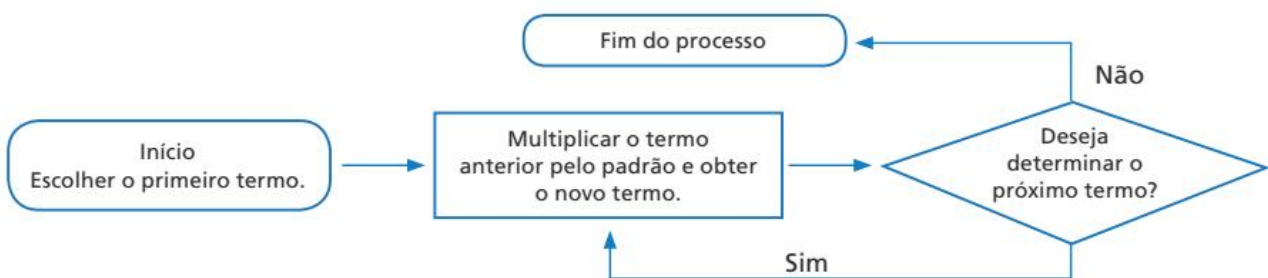 Início
Escolher o primeiro termo.
Multiplicar o termo
anterior pelo padrão e obter
o novo termo.
Deseja
determinar o
próximo termo?
Sim
Não
Fim do processo